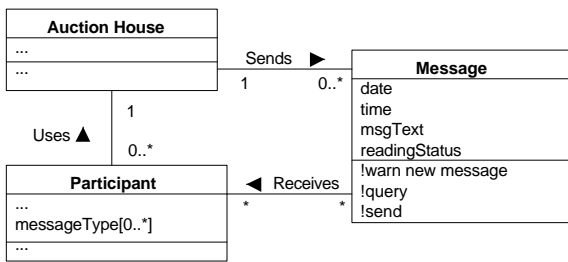 Auction House
...
...
Sends ▶
1 0..*
Message
date
time
msgText
readingStatus
!warn new message
!query
!send
1
Uses ▲
0..*
Participant
...
messageType[0..*]
...
◀ Receives
* *